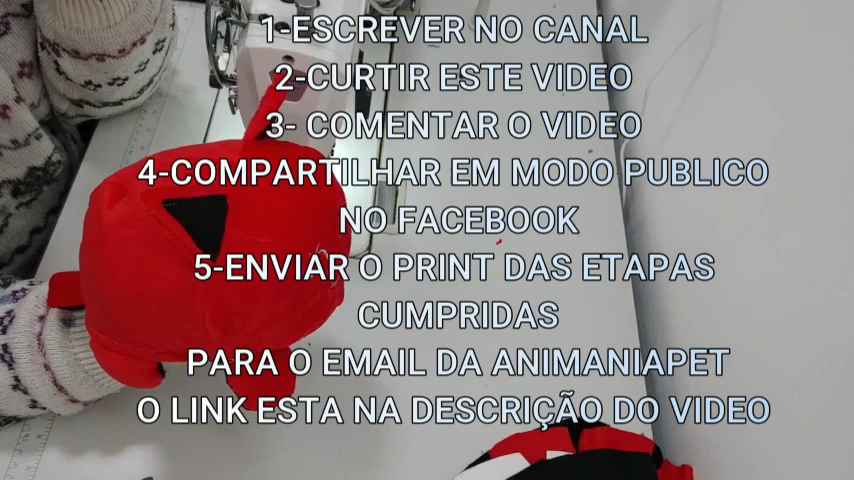 1-ESCREVER NO CANAL
2-CURTIR ESTE VIDEO
3- COMENTAR O VIDEO
4-COMPARTILHAR EM MODO PUBLICO
NO FACEBOOK
5-ENVIAR O PRINT DAS ETAPAS
CUMPRIDAS
PARA O EMAIL DA ANIMANIAPET
O LINK ESTA NA DESCRIÇÃO DO VIDEO